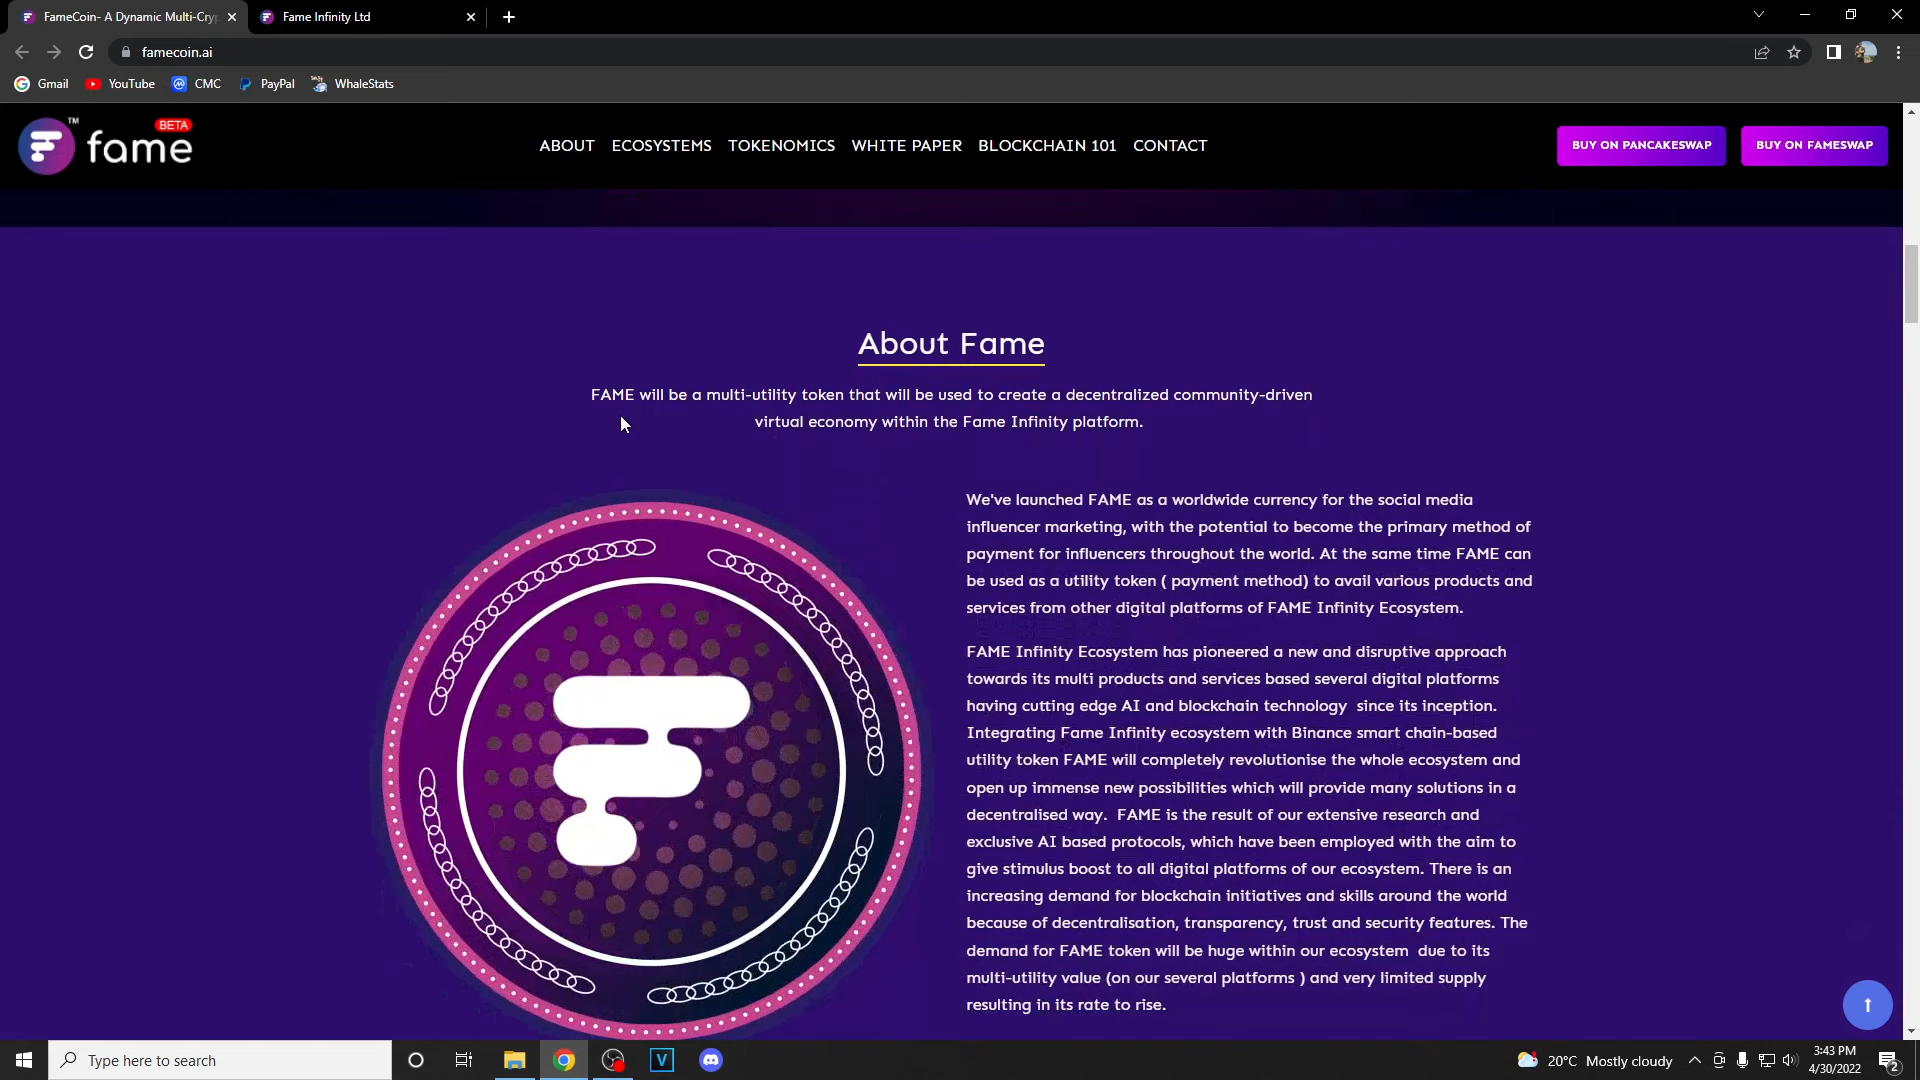 FameCoin- A Dynamic Multi-Cryp
Fame Infinity Ltd
famecoin.ai
Gmail
YouTube
CMC
PayPal
WhaleStats
fame
TM
BETA
ABOUT
ECOSYSTEMS
TOKENOMICS
WHITE PAPER
BLOCKCHAIN 101
CONTACT
BUY ON PANCAKESWAP
BUY ON FAMESWAP
About Fame
FAME will be a multi-utility token that will be used to create a decentralized community-driven
virtual economy within the Fame Infinity platform.
We've launched FAME as a worldwide currency for the social media
influencer marketing, with the potential to become the primary method of
payment for influencers throughout the world. At the same time FAME can
be used as a utility token ( payment method) to avail various products and
services from other digital platforms of FAME Infinity Ecosystem.
FAME Infinity Ecosystem has pioneered a new and disruptive approach
towards its multi products and services based several digital platforms
having cutting edge AI and blockchain technology  since its inception.
Integrating Fame Infinity ecosystem with Binance smart chain-based
utility token FAME will completely revolutionise the whole ecosystem and
open up immense new possibilities which will provide many solutions in a
decentralised way.  FAME is the result of our extensive research and
exclusive AI based protocols, which have been employed with the aim to
give stimulus boost to all digital platforms of our ecosystem. There is an
increasing demand for blockchain initiatives and skills around the world
because of decentralisation, transparency, trust and security features. The
demand for FAME token will be huge within our ecosystem  due to its
multi-utility value (on our several platforms ) and very limited supply
resulting in its rate to rise.
Type here to search
V
20°C
Mostly cloudy
3:43 PM
4/30/2022
2